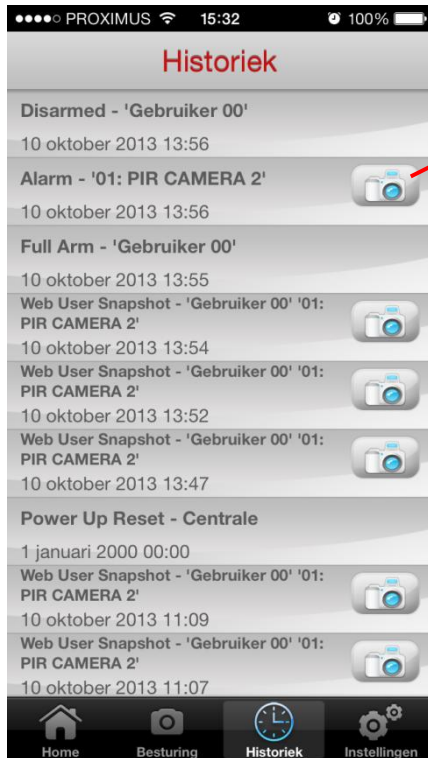 PROXIMUS 15:32 100%
Historiek
Disarmed - 'Gebruiker 00'
10 oktober 2013 13:56
Alarm - '01: PIR CAMERA 2'
10 oktober 2013 13:56
Full Arm - 'Gebruiker 00'
10 oktober 2013 13:55
Web User Snapshot - 'Gebruiker 00' '01:
PIR CAMERA 2'
10 oktober 2013 13:54
Web User Snapshot - 'Gebruiker 00' '01:
PIR CAMERA 2'
10 oktober 2013 13:52
Web User Snapshot - 'Gebruiker 00' '01:
PIR CAMERA 2'
10 oktober 2013 13:47
Power Up Reset - Centrale
1 januari 2000 00:00
Web User Snapshot - 'Gebruiker 00' '01:
PIR CAMERA 2'
10 oktober 2013 11:09
Web User Snapshot - 'Gebruiker 00' '01:
PIR CAMERA 2'
10 oktober 2013 11:07
Home Besturing Historiek Instellingen